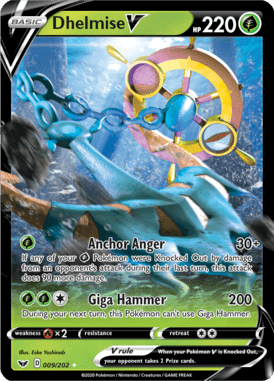 BASIC Dhelmise V HP 220
Anchor Anger 30+
If any of your Pokémon were Knocked Out by damage
from an opponent's attack during their last turn, this attack
does 90 more damage.
Giga Hammer 200
During your next turn, this Pokémon can't use Giga Hammer.
weakness ×2 resistance retreat
Illus. Eske Yoshinob
V rule When your Pokémon V is Knocked Out,
your opponent takes 2 Prize cards.
D 009/202
©2020 Pokémon / Nintendo / Creatures / GAME FREAK